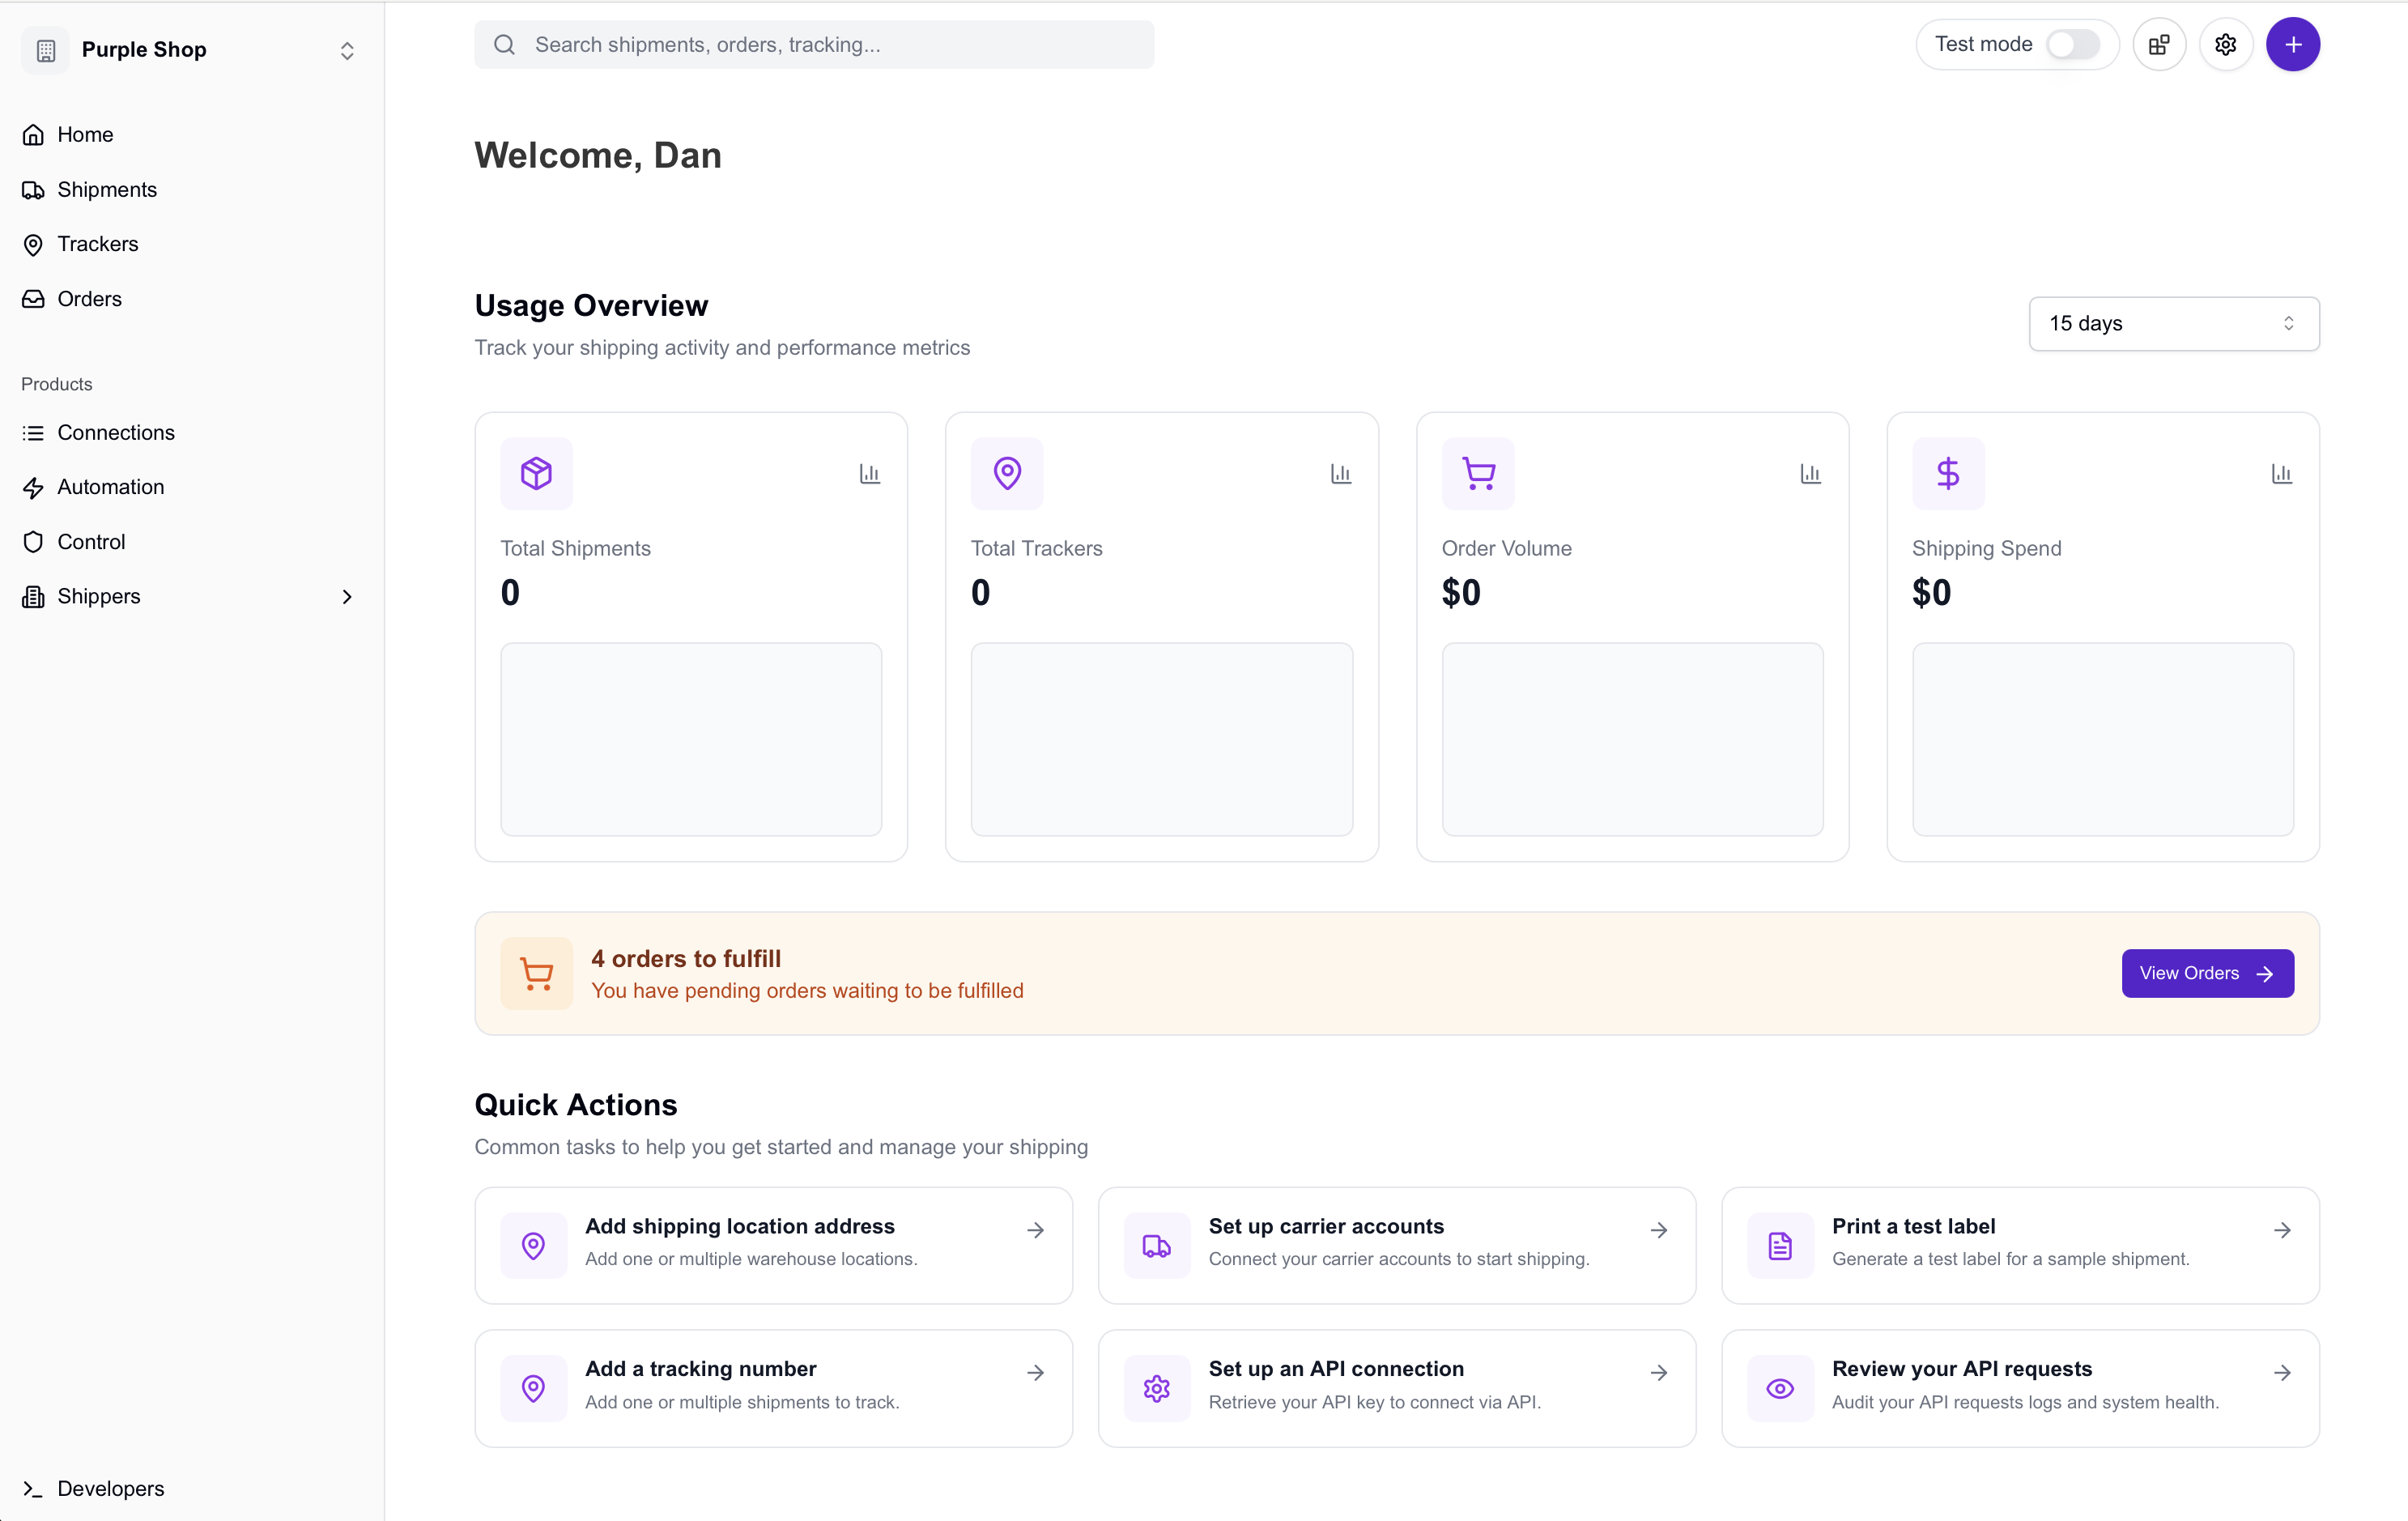 Purple Shop
Home
Shipments
Trackers
Orders
Products
Connections
Automation
Control
Shippers
Developers
Search shipments, orders, tracking...
Test mode
Welcome, Dan
Usage Overview
Track your shipping activity and performance metrics
15 days
Total Shipments
0
Total Trackers
0
Order Volume
$0
Shipping Spend
$0
4 orders to fulfill
You have pending orders waiting to be fulfilled
View Orders
Quick Actions
Common tasks to help you get started and manage your shipping
Add shipping location address
Add one or multiple warehouse locations.
Set up carrier accounts
Connect your carrier accounts to start shipping.
Print a test label
Generate a test label for a sample shipment.
Add a tracking number
Add one or multiple shipments to track.
Set up an API connection
Retrieve your API key to connect via API.
Review your API requests
Audit your API requests logs and system health.